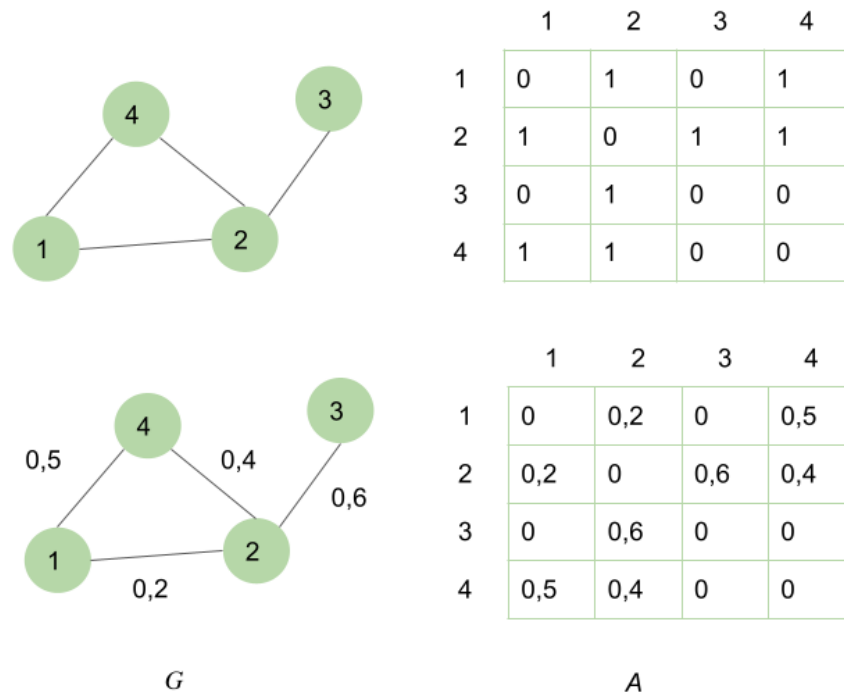 1 2 3 4
4 3 1 0 1 0 1
2 1 0 1 1
1 2 3 0 1 0 0
4 1 1 0 0
1 2 3 4
4 3 1 0 0,2 0 0,5
0,5 0,4 2 0,2 0 0,6 0,4
0,6
1 2 3 0 0,6 0 0
0,2 4 0,5 0,4 0 0
G A